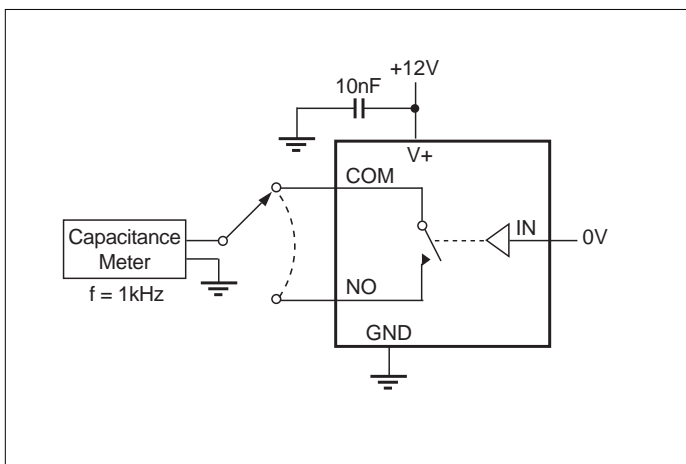 +12V
10nF
V+
COM
IN
0V
Capacitance
Meter
f = 1kHz
NO
GND